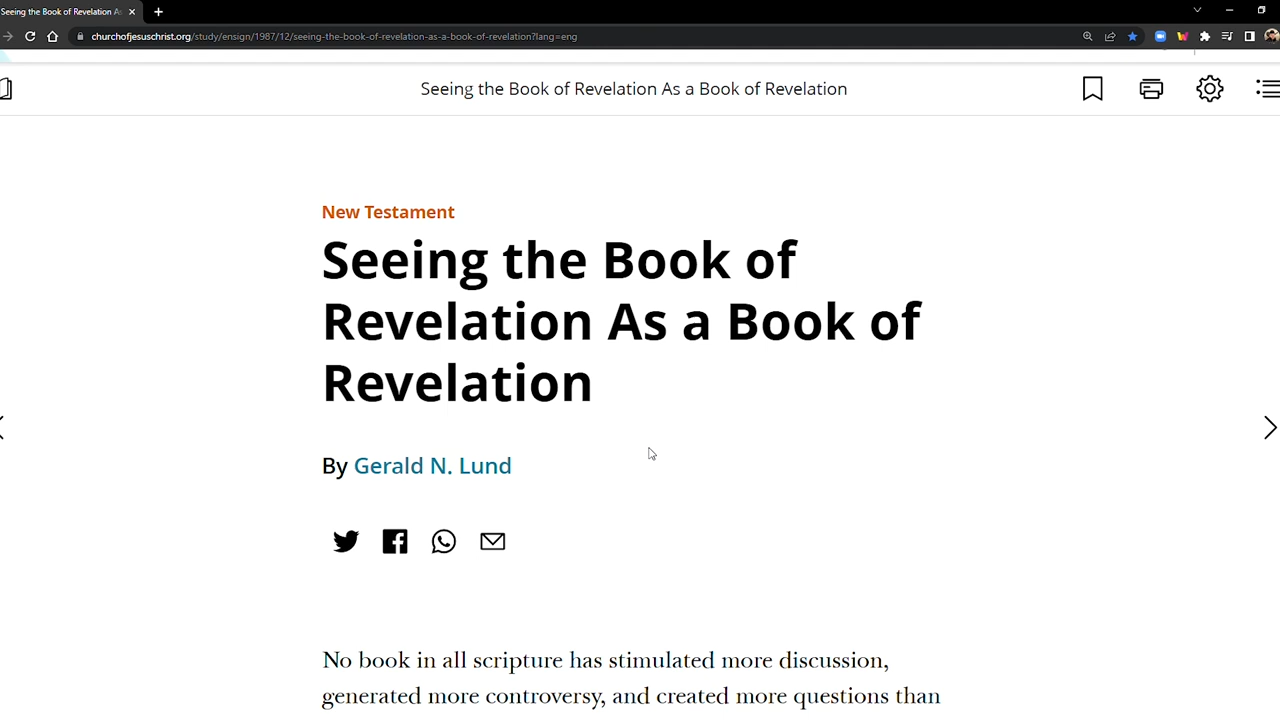 Seeing the Book of Revelation As
churchofjesuschrist.org/study/ensign/1987/12/seeing-the-book-of-revelation-as-a-book-of-revelation?lang=eng
Seeing the Book of Revelation As a Book of Revelation
New Testament
Seeing the Book of
Revelation As a Book of
Revelation
By Gerald N. Lund
No book in all scripture has stimulated more discussion,
generated more controversy, and created more questions than